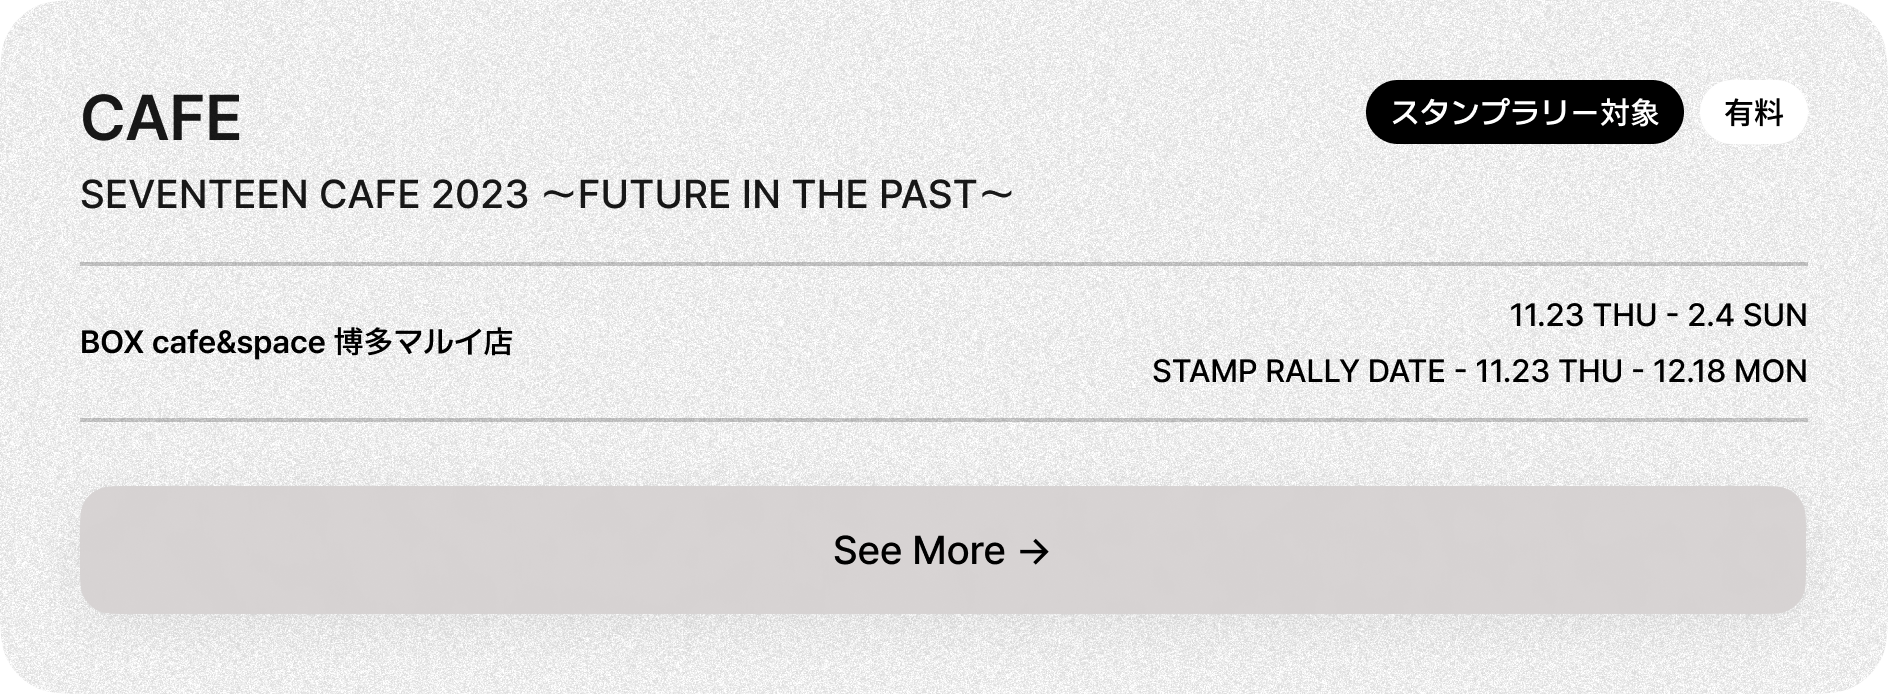 CAFE
スタンプラリー対象
有料
SEVENTEEN CAFE 2023 〜FUTURE IN THE PAST〜
BOX cafe&space 博多マルイ店
11.23 THU - 2.4 SUN
STAMP RALLY DATE - 11.23 THU - 12.18 MON
See More →